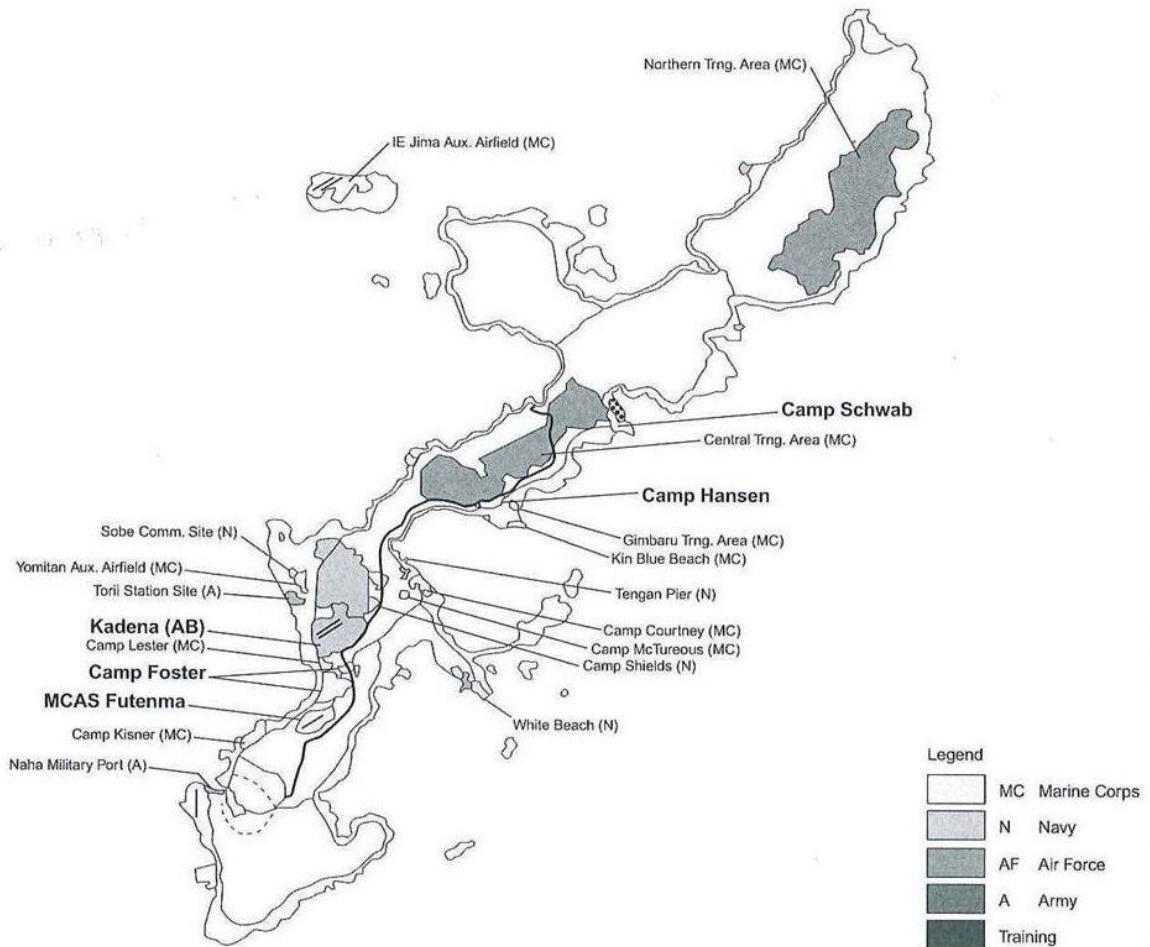 Northern Trng. Area (MC)
IE Jima Aux. Airfield (MC)
Camp Schwab
Central Trng. Area (MC)
Camp Hansen
Gimbaru Trng. Area (MC)
Kin Blue Beach (MC)
Sobe Comm. Site (N)
Yomitan Aux. Airfield (MC)
Torii Station Site (A)
Tengan Pier (N)
Kadena (AB)
Camp Lester (MC)
Camp Foster
MCAS Futenma
Camp Kisner (MC)
Naha Military Port (A)
Camp Courtney (MC)
Camp McTureous (MC)
Camp Shields (N)
White Beach (N)
Legend
MC Marine Corps
N Navy
AF Air Force
A Army
Training